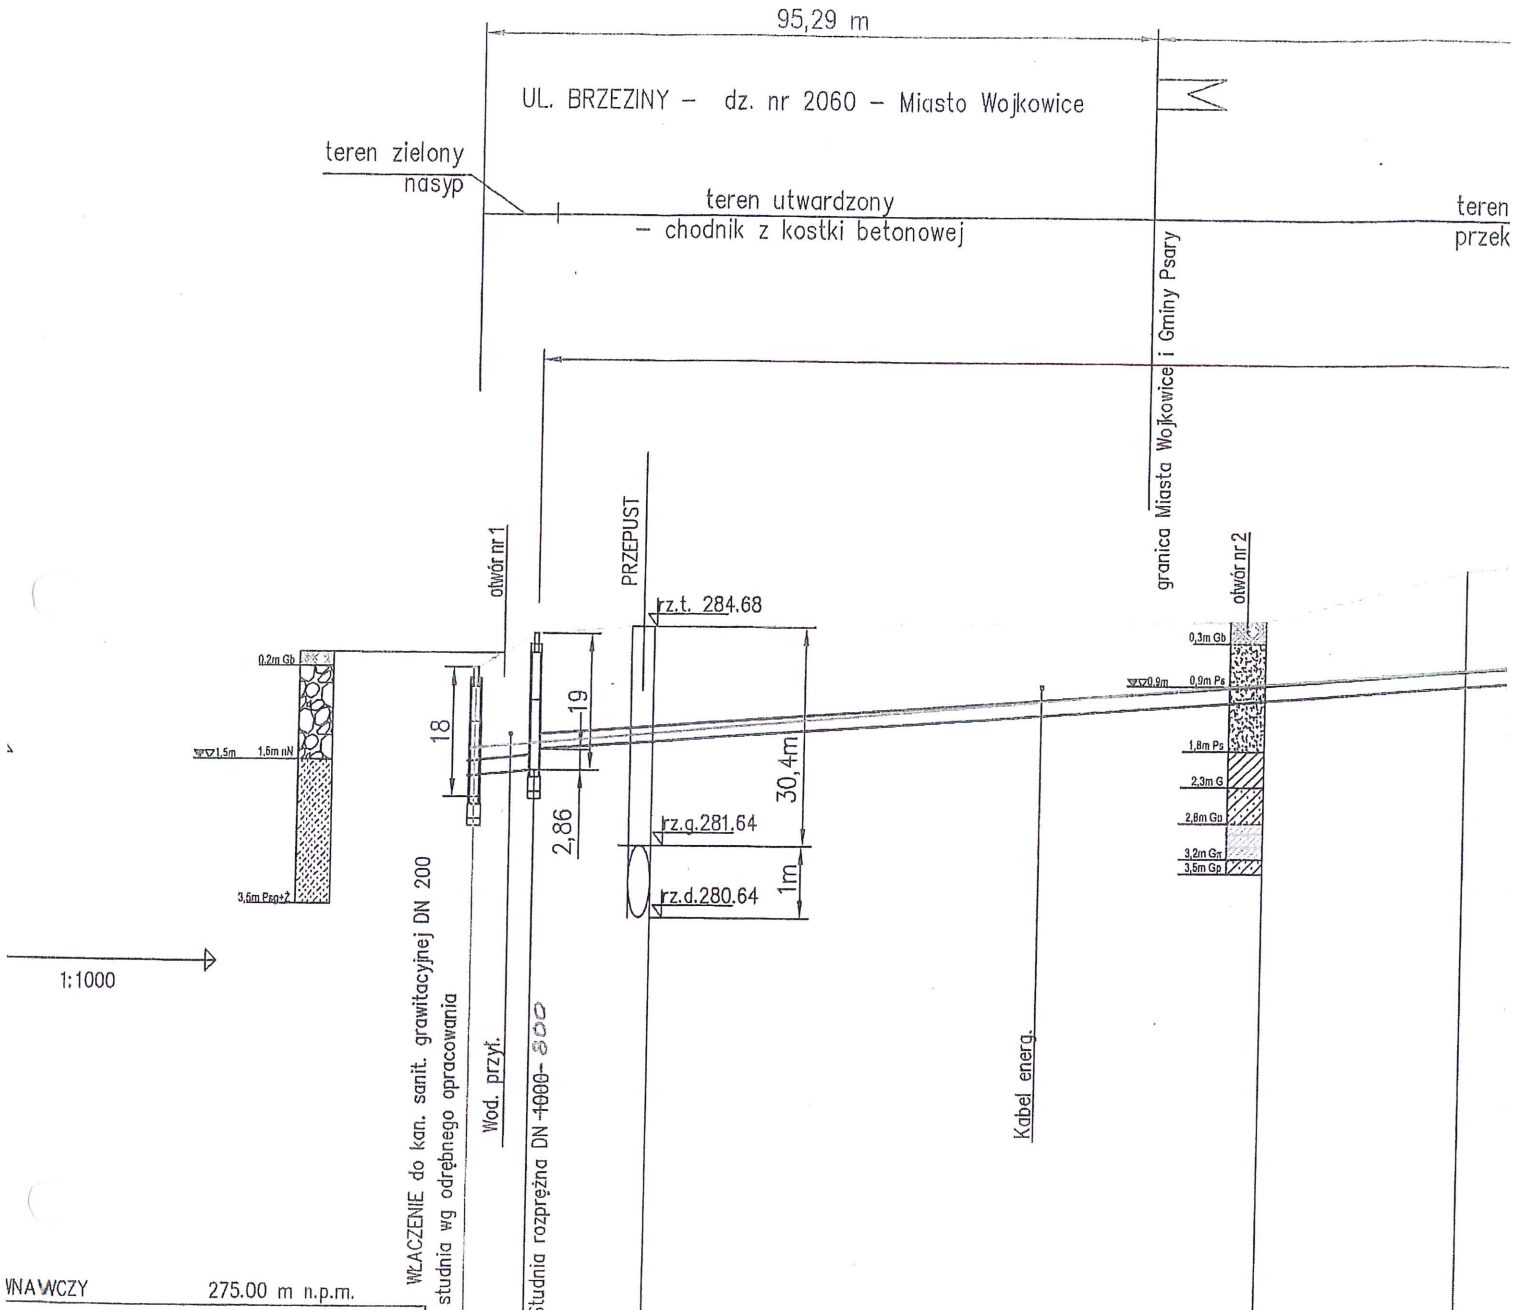 95,29 m
UL. BRZEZINY – dz. nr 2060 – Miasto Wojkowice
teren zielony
nasyp
teren utwardzony
– chodnik z kostki betonowej
teren
przek
granica Miasta Wojkowice i Gminy Psary
otwór nr 1
PRZEPUST
otwór nr 2
rz.t. 284.68
0,2m Gb
1,5m
1,5m nN
3,5m Psg+Ż
18
19
2,86
30,4m
rz.g.281.64
1m
rz.d.280.64
0,3m Gb
0,9m
0,9m Ps
1,8m Ps
2,3m G
2,8m Gp
3,2m Gπ
3,5m Gp
1:1000
WŁACZENIE do kan. sanit. grawitacyjnej DN 200
studnia wg odrębnego opracowania
Wod. przył.
Studnia rozprężna DN 1000 800
Kabel energ.
WNAWCZY 275.00 m n.p.m.